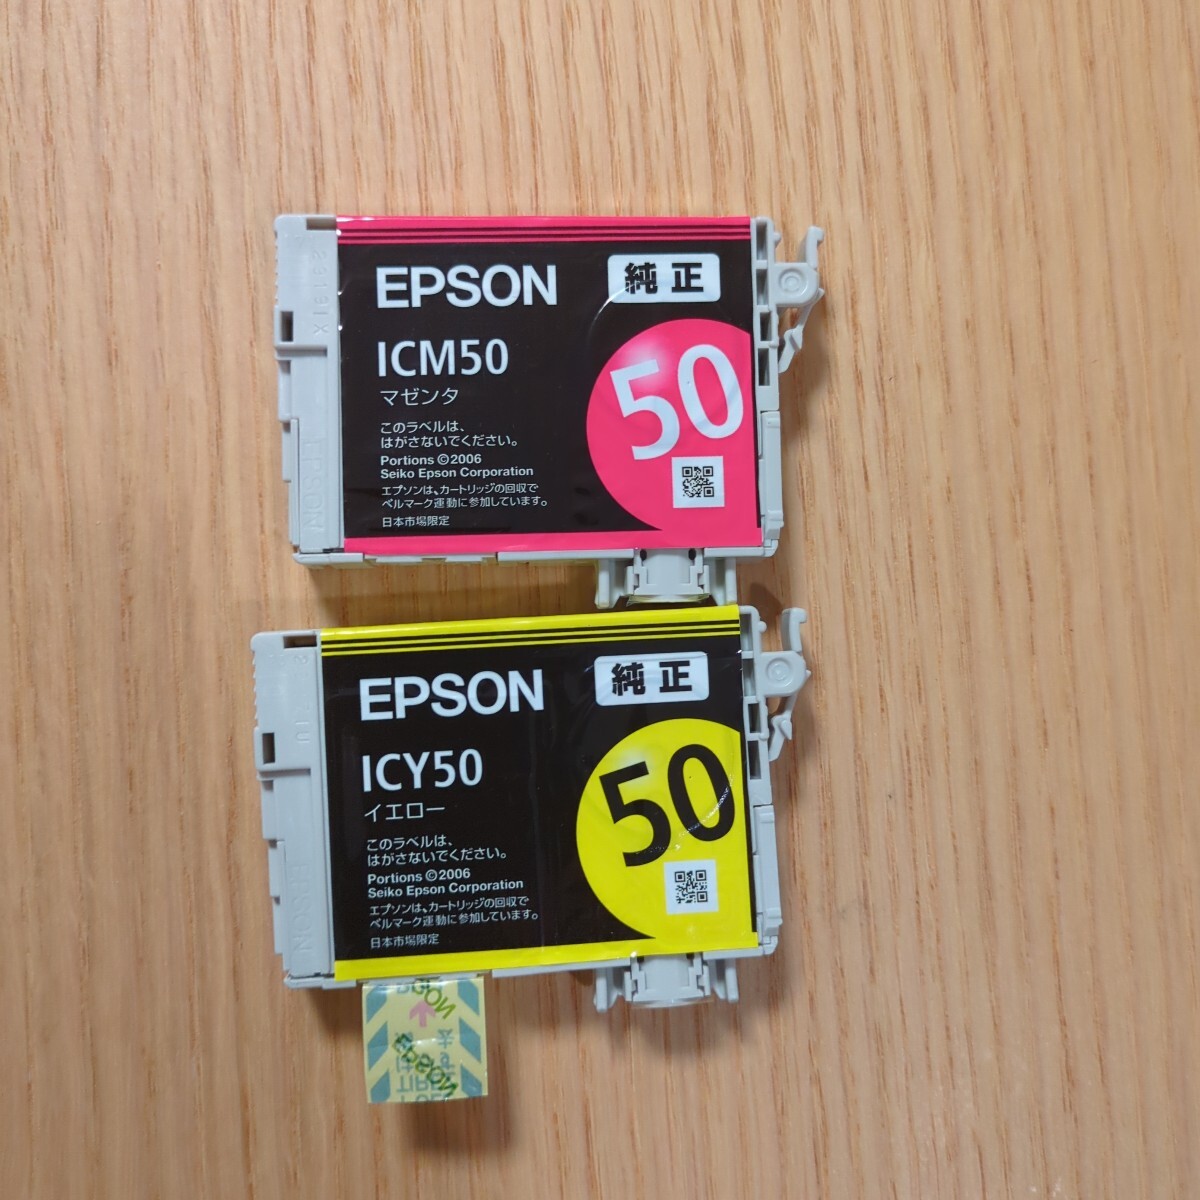 EPSON
純正
ICM50
マゼンタ
50
このラベルは、
はがさないでください。
Portions ©2006
Seiko Epson Corporation
エプソンは、カートリッジの回収で
ベルマーク運動に参加しています。
日本市場限定
EPSON
EPSON
純正
ICY50
イエロー
50
このラベルは、
はがさないでください。
Portions ©2006
Seiko Epson Corporation
エプソンは、カートリッジの回収で
ベルマーク運動に参加しています。
日本市場限定
EPSON
EPSON